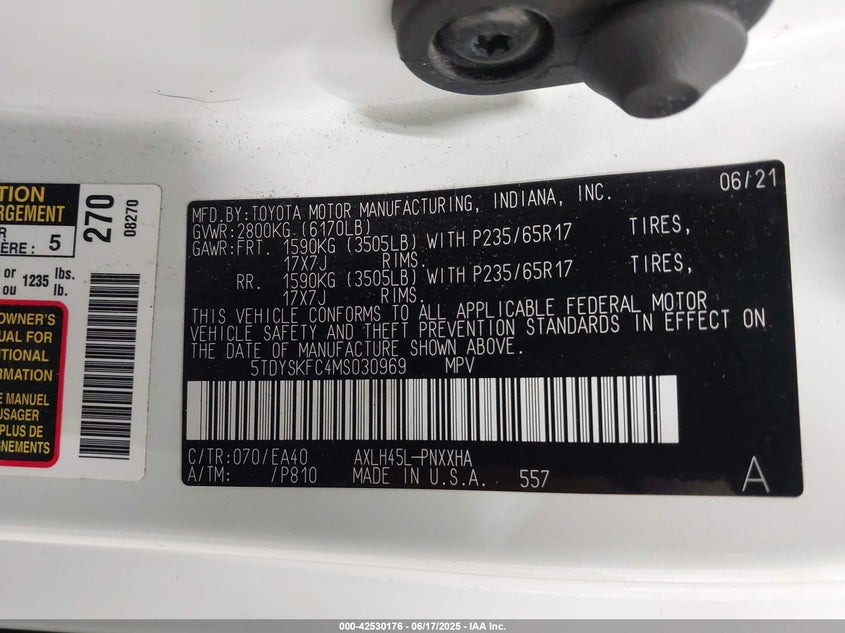 TION
RGEMENT
R
ÈRE: 5
or 1235 lbs.
ou lb.
OWNER'S
UAL FOR
ITIONAL
RMATION
E MANUEL
USAGER
PLUS DE
GNEMENTS
270
08270
MFD.BY:TOYOTA MOTOR MANUFACTURING, INDIANA, INC. 06/21
GVWR:2800KG (6170LB)
GAWR:FRT. 1590KG (3505LB) WITH P235/65R17 TIRES,
17X7J RIMS.
RR. 1590KG (3505LB) WITH P235/65R17 TIRES,
17X7J RIMS.
THIS VEHICLE CONFORMS TO ALL APPLICABLE FEDERAL MOTOR
VEHICLE SAFETY AND THEFT PREVENTION STANDARDS IN EFFECT ON
THE DATE OF MANUFACTURE SHOWN ABOVE.
5TDYSKFC4MS030969 MPV
C/TR:070/EA40 AXLH45L-PNXXHA
A/TM: /P810 MADE IN U.S.A. 557 A
000-42530176 - 06/17/2025 - IAA Inc.